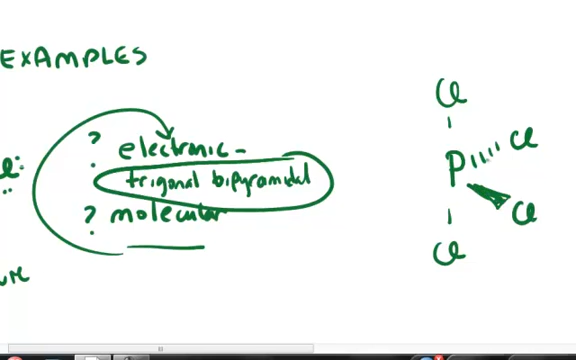 EXAMPLES
? electronic -
trigonal bipyramidal
? molecular
Cl
P
Cl
Cl
Cl